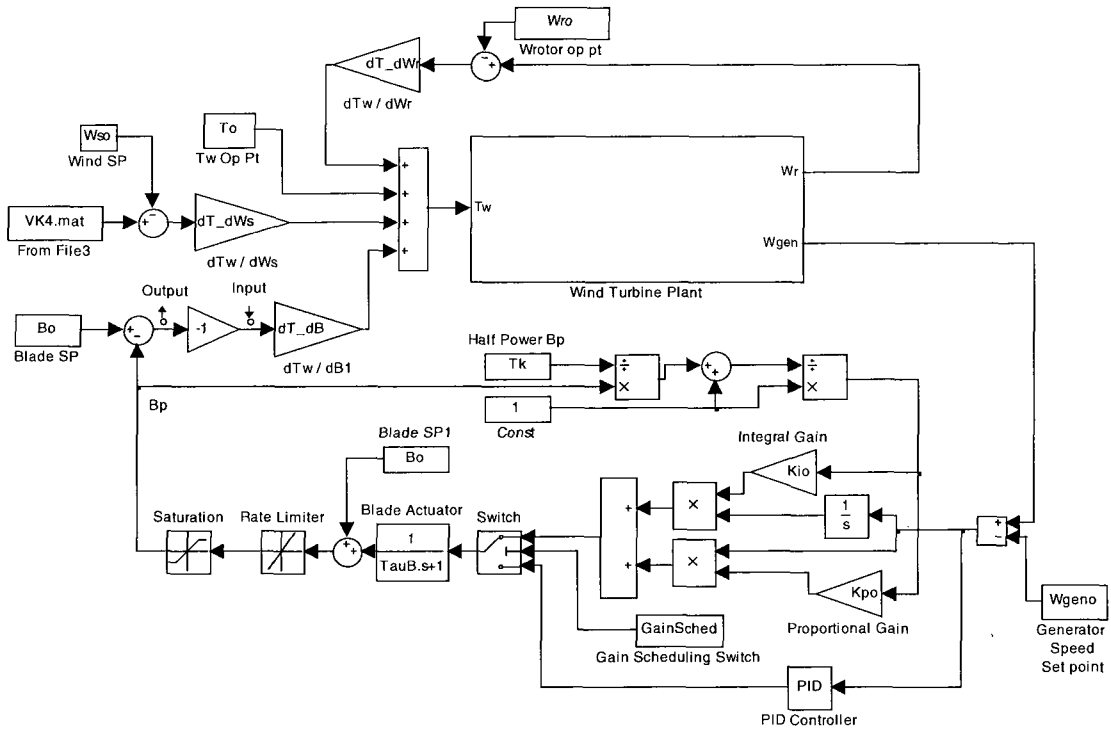 Wro
Wrotor op pt
dT_dWr
dTw / dWr
Wso
Wind SP
To
Tw Op Pt
VK4.mat
From File3
dT_dWs
dTw / dWs
+
+
+
+
Tw
Wr
Wgen
Wind Turbine Plant
Output
Input
Bo
Blade SP
-1
dT_dB
dTw / dB1
Half Power Bp
Tk
÷
×
+
+
÷
×
1
Const
Bp
Blade SP1
Bo
Integral Gain
Kio
Saturation
Rate Limiter
Blade Actuator
1
TauB.s+1
Switch
+
+
×
×
1
s
+
−
Kpo
Proportional Gain
GainSched
Gain Scheduling Switch
Wgeno
Generator
Speed
Set point
PID
PID Controller